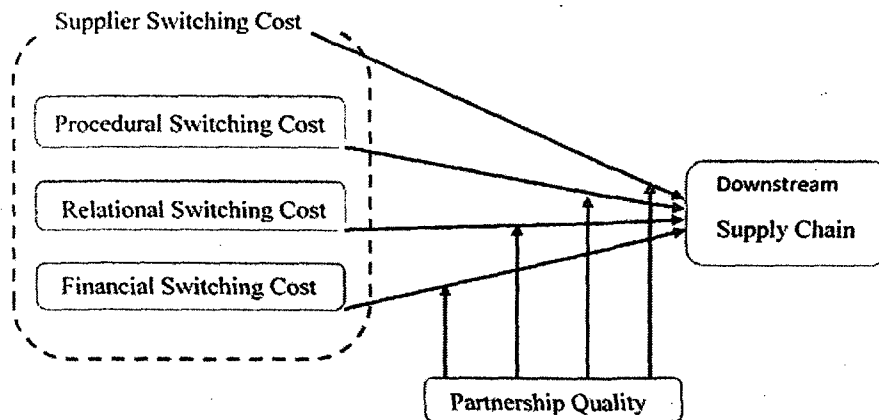 Supplier Switching Cost
Procedural Switching Cost
Relational Switching Cost
Financial Switching Cost
Downstream
Supply Chain
Partnership Quality